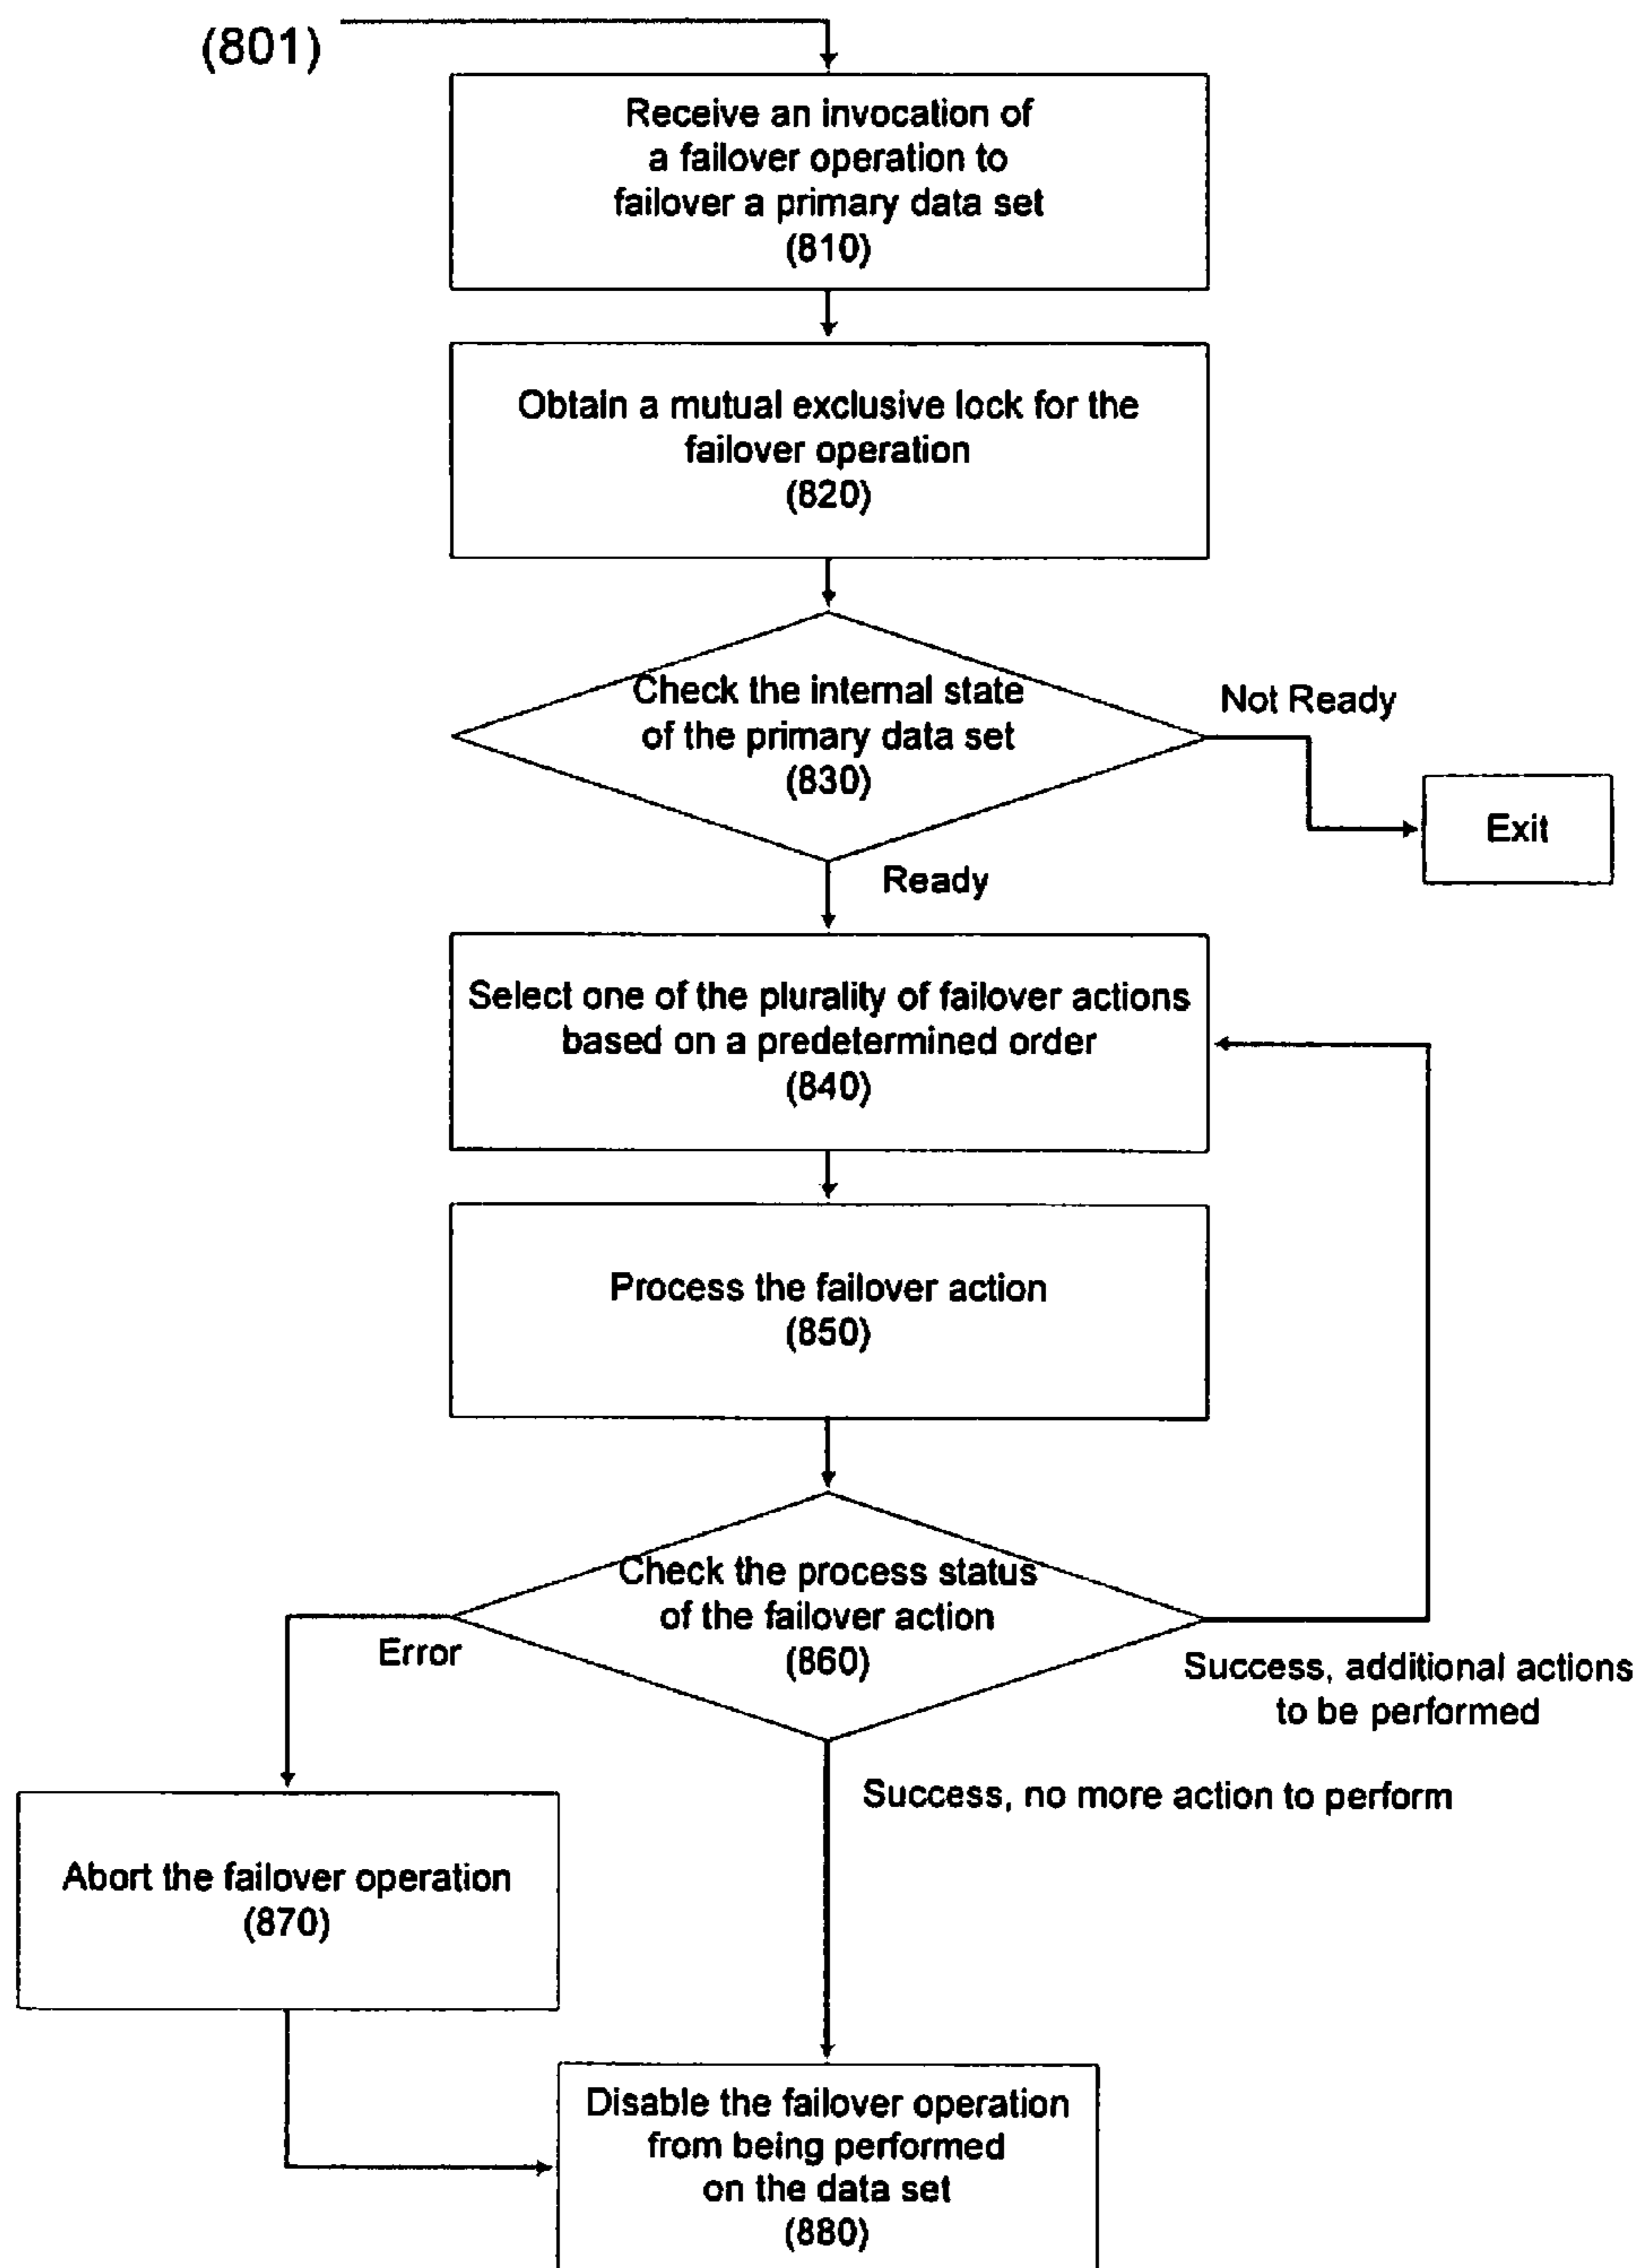 (801)
Receive an invocation of
a failover operation to
failover a primary data set
(810)
Obtain a mutual exclusive lock for the
failover operation
(820)
Check the internal state
of the primary data set
(830)
Not Ready
Exit
Ready
Select one of the plurality of failover actions
based on a predetermined order
(840)
Process the failover action
(850)
Check the process status
of the failover action
(860)
Error
Success, additional actions
to be performed
Success, no more action to perform
Abort the failover operation
(870)
Disable the failover operation
from being performed
on the data set
(880)